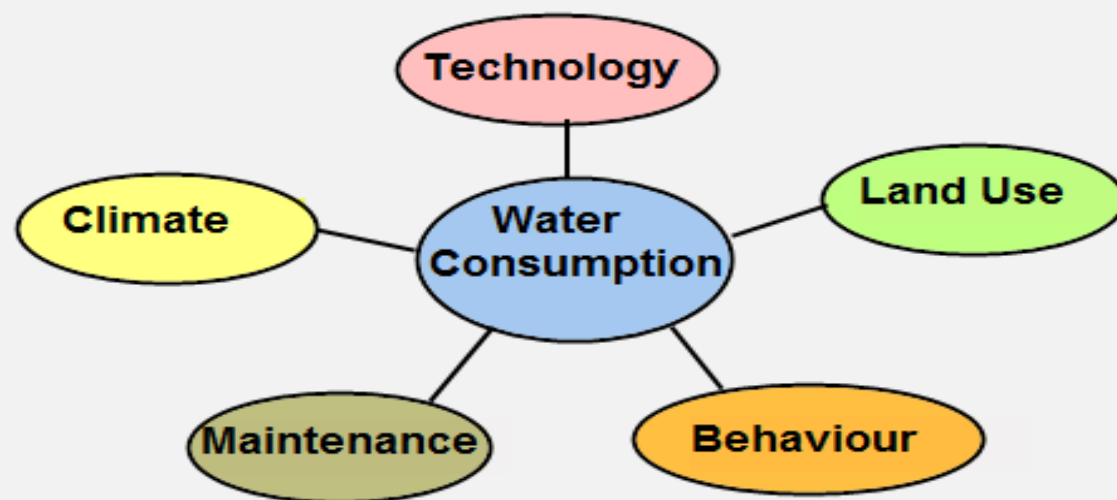 Technology
Climate
Water
Consumption
Land Use
Maintenance
Behaviour